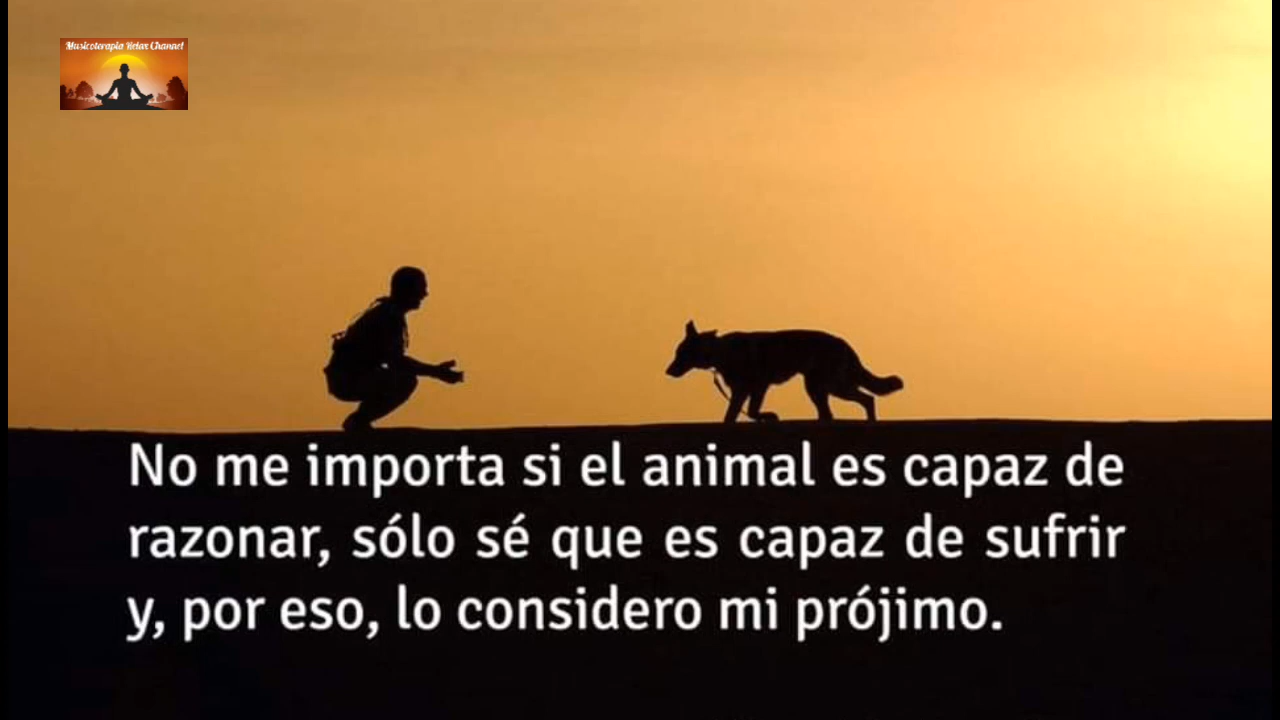 Musicoterapia Relax Channel
No me importa si el animal es capaz de
razonar, sólo sé que es capaz de sufrir
y, por eso, lo considero mi prójimo.